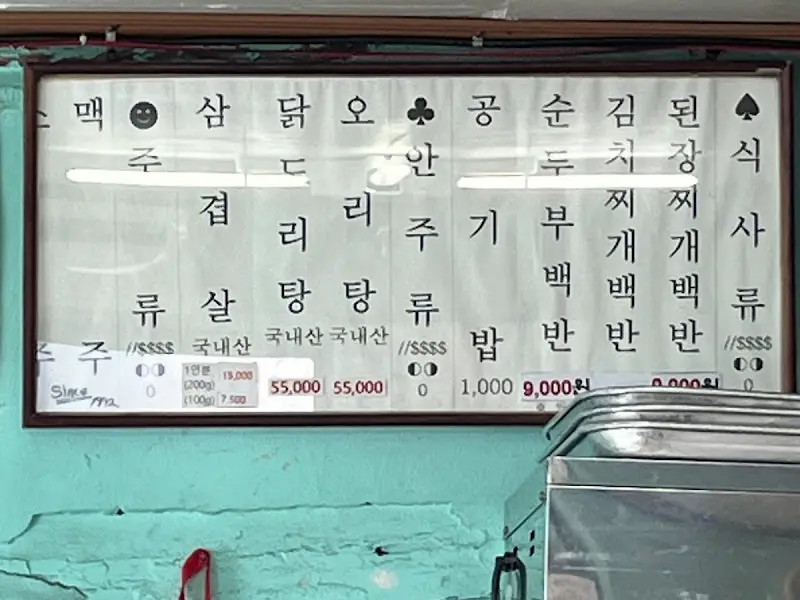 ♠식사류 //$$$$ ◐◑ 0
된장찌개백반
김치찌개백반
순두부백반 9,000원
공기밥 1,000
♣안주류 //$$$$ ◐◑ 0
오리탕 국내산 55,000
닭도리탕 국내산 55,000
삼겹살 국내산
1인분
(200g) 15,000
(100g) 7,500
☻주류 //$$$$ ◐◑ 0
맥주
소주
Since 1992